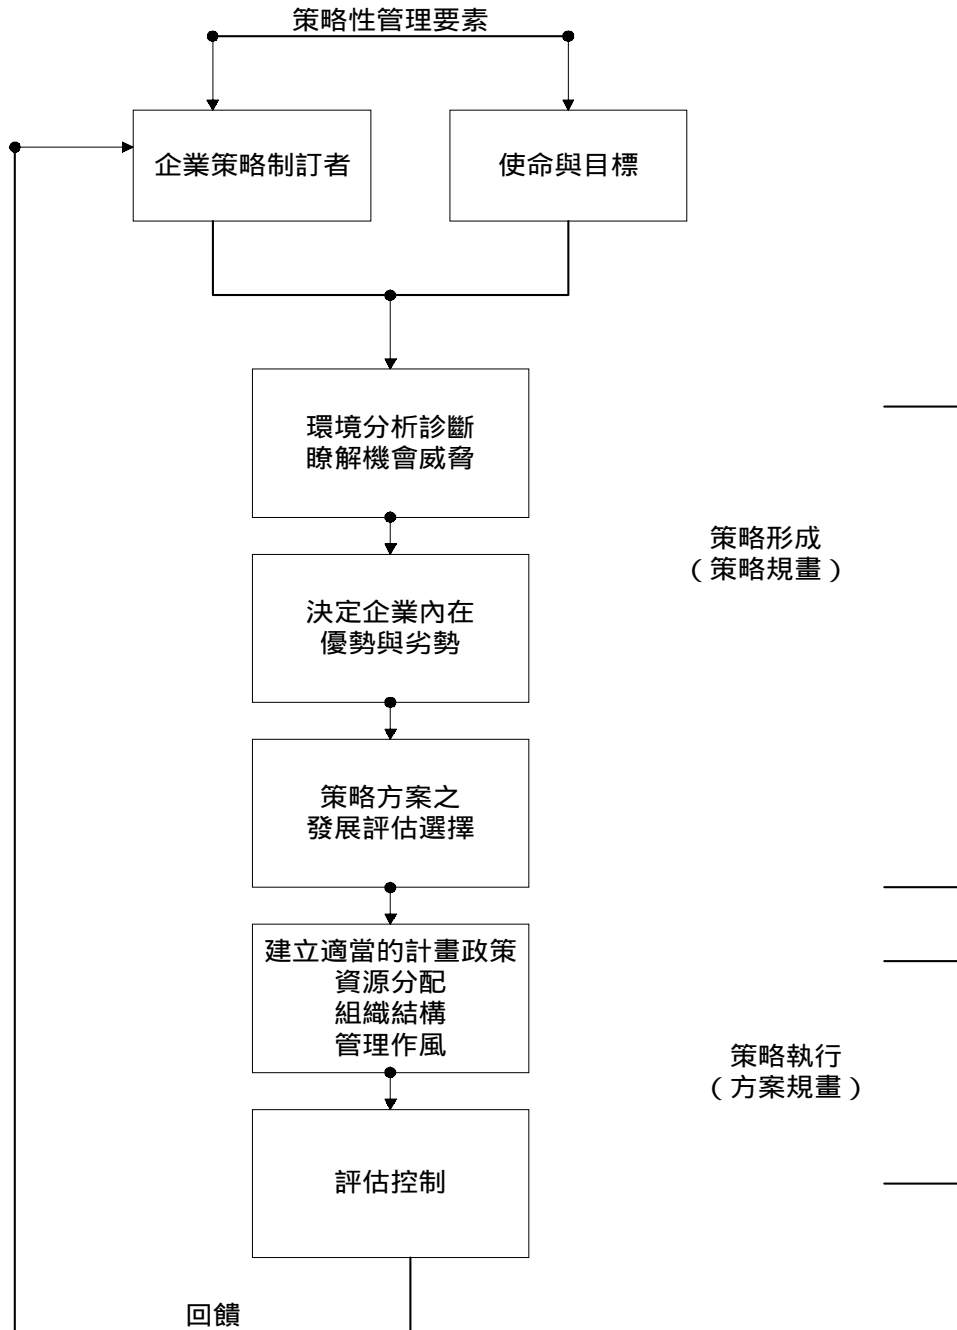 策略性管理要素
企業策略制訂者
使命與目標
環境分析診斷
瞭解機會威脅
策略形成
（策略規畫）
決定企業內在
優勢與劣勢
策略方案之
發展評估選擇
建立適當的計畫政策
資源分配
組織結構
管理作風
策略執行
（方案規畫）
評估控制
回饋